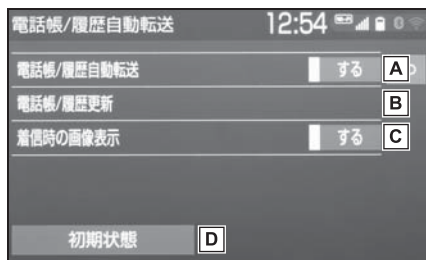 電話帳/履歴自動転送 12:54
電話帳/履歴自動転送 する A
電話帳/履歴更新 B
着信時の画像表示 する C
初期状態 D